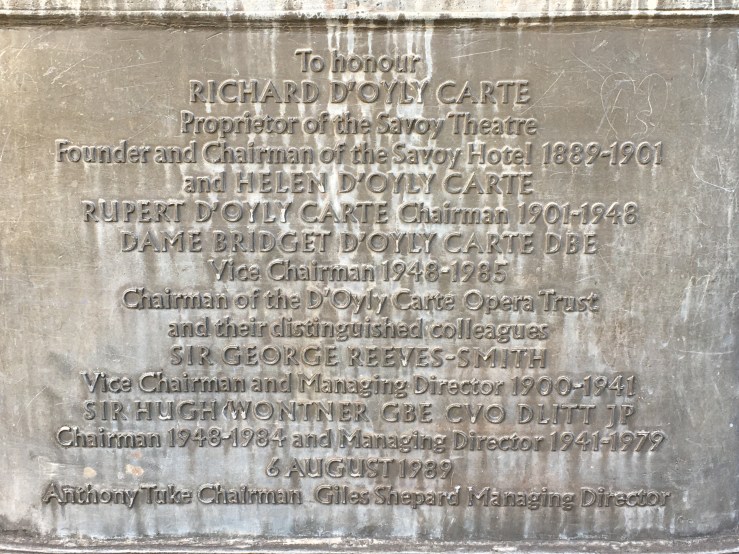 To honour
RICHARD D'OYLY CARTE
Proprietor of the Savoy Theatre
Founder and Chairman of the Savoy Hotel 1889-1901
and HELEN D'OYLY CARTE
RUPERT D'OYLY CARTE Chairman 1901-1948
DAME BRIDGET D'OYLY CARTE DBE
Vice Chairman 1948-1985
Chairman of the D'Oyly Carte Opera Trust
and their distinguished colleagues
SIR GEORGE REEVES-SMITH
Vice Chairman and Managing Director 1900-1941
SIR HUGH WONTNER GBE CVO DLITT JP
Chairman 1948-1984 and Managing Director 1941-1979
6 AUGUST 1989
Anthony Tuke Chairman Giles Shepard Managing Director